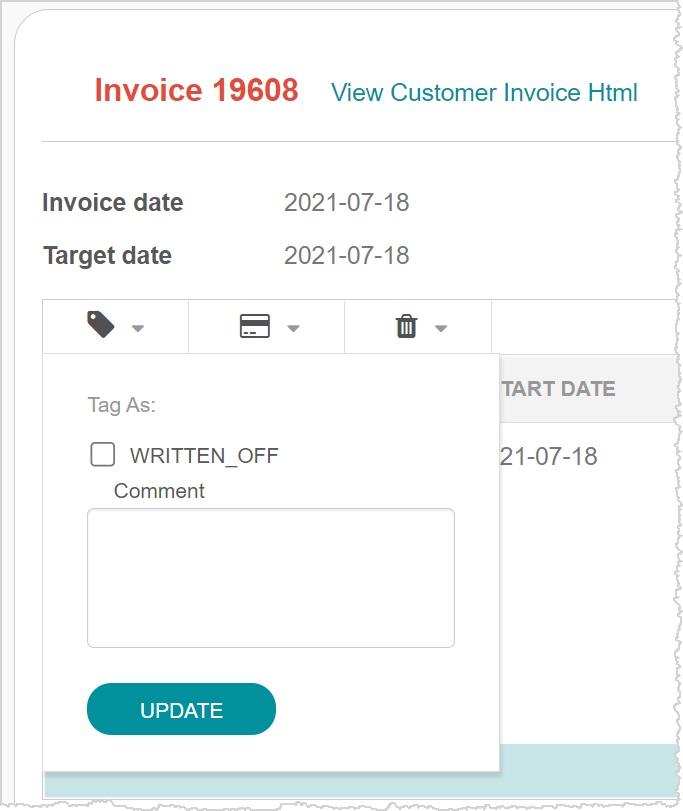 Invoice 19608 View Customer Invoice Html
Invoice date 2021-07-18
Target date 2021-07-18
TART DATE
Tag As:
21-07-18
WRITTEN_OFF
Comment
UPDATE